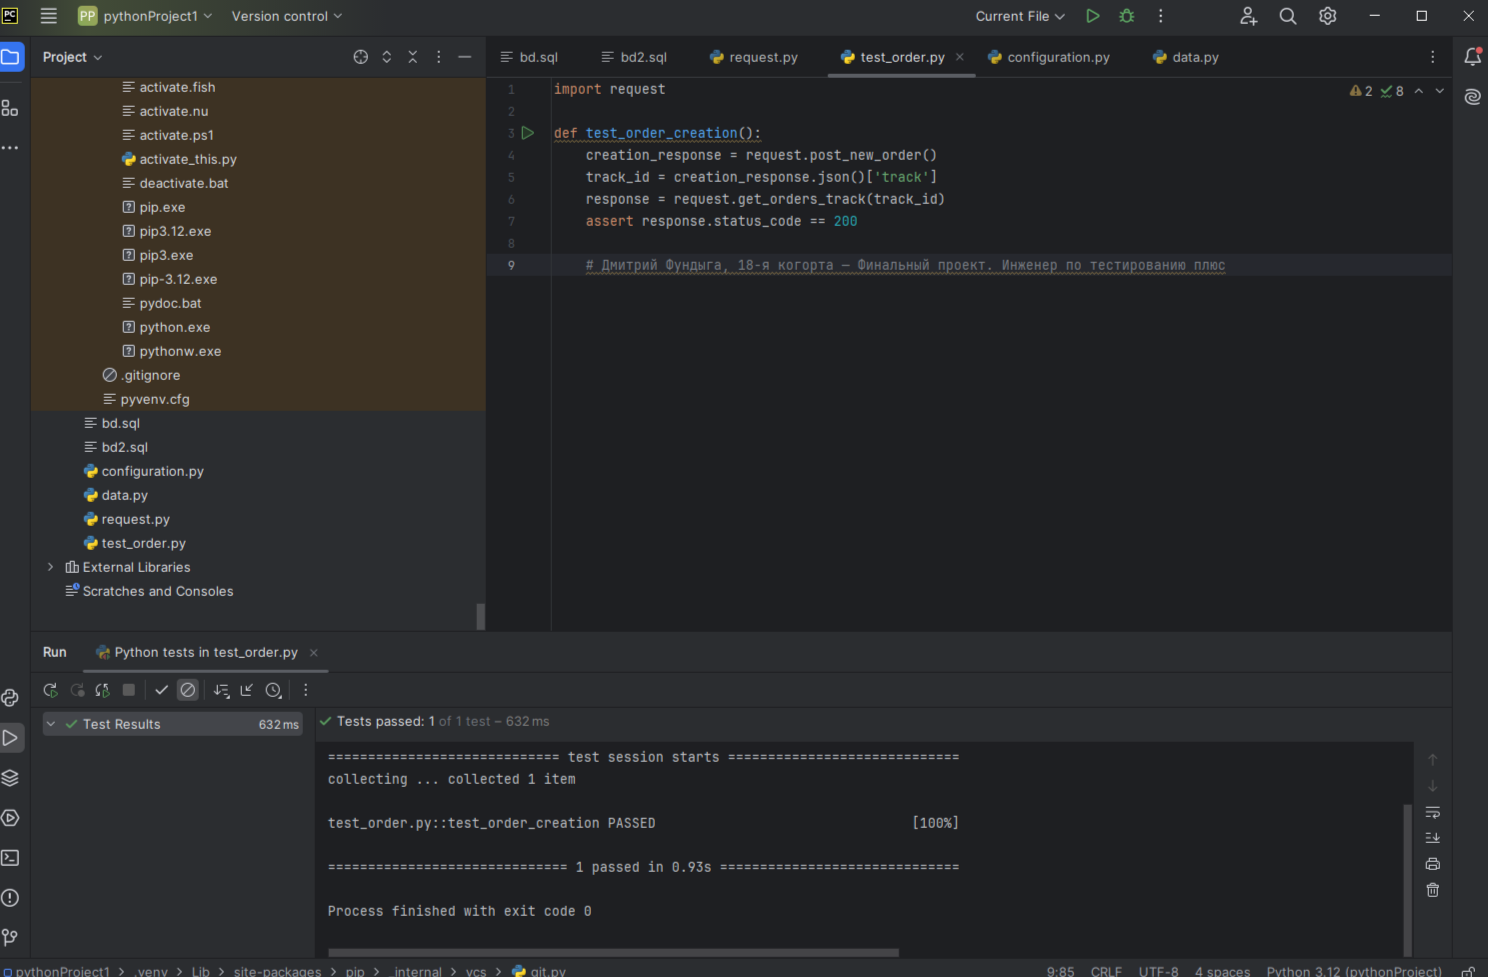 PC
PP pythonProject1 Version control Current File
Project
bd.sql bd2.sql request.py test_order.py configuration.py data.py
activate.fish
activate.nu
activate.ps1
activate_this.py
deactivate.bat
pip.exe
pip3.12.exe
pip3.exe
pip-3.12.exe
pydoc.bat
python.exe
pythonw.exe
.gitignore
pyvenv.cfg
bd.sql
bd2.sql
configuration.py
data.py
request.py
test_order.py
External Libraries
Scratches and Consoles
2 8
1 import request
2
3 def test_order_creation():
4 creation_response = request.post_new_order()
5 track_id = creation_response.json()['track']
6 response = request.get_orders_track(track_id)
7 assert response.status_code == 200
8
9 # Дмитрий Фундыга, 18-я когорта — Финальный проект. Инженер по тестированию плюс
Run Python tests in test_order.py
Test Results 632 ms
Tests passed: 1 of 1 test – 632 ms
============================= test session starts =============================
collecting ... collected 1 item
test_order.py::test_order_creation PASSED [100%]
============================== 1 passed in 0.93s ==============================
Process finished with exit code 0
pythonProject1 > .venv > Lib > site-packages > pip > _internal > vcs > git.py 9:85 CRLF UTF-8 4 spaces Python 3.12 (pythonProject)